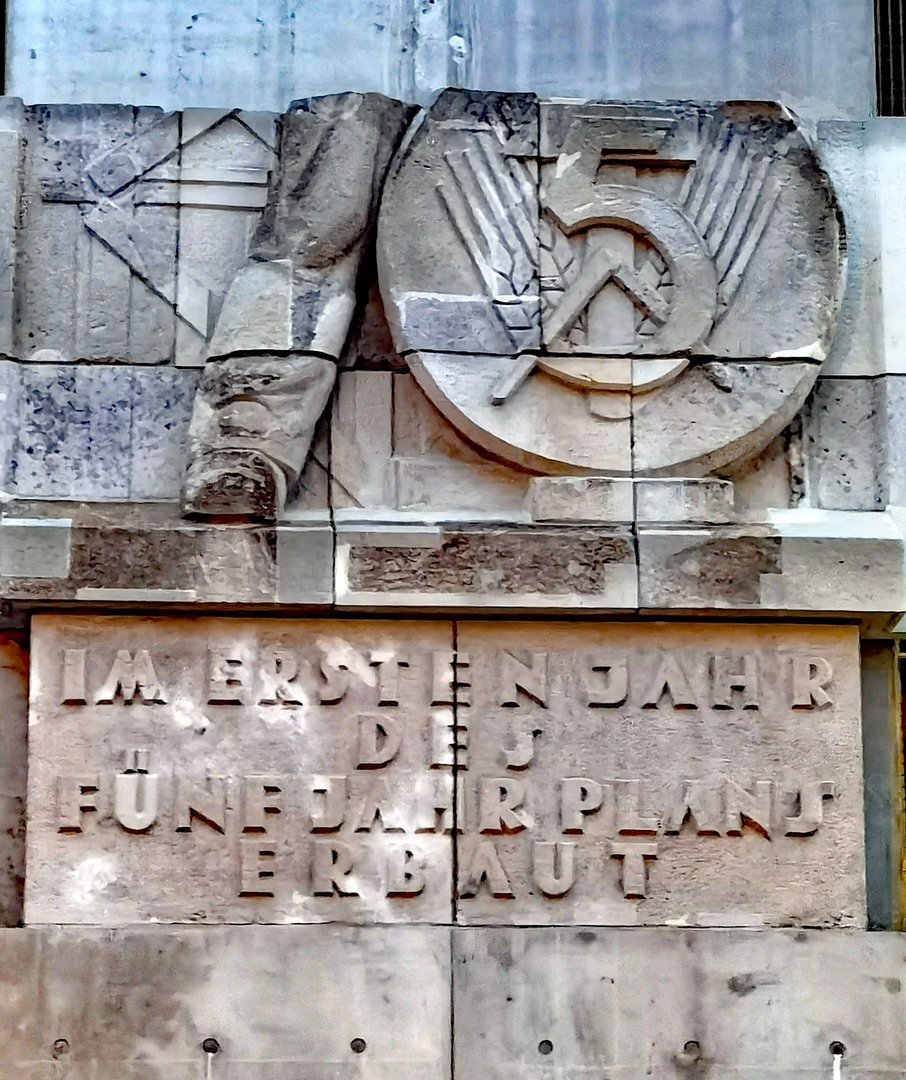 IM ERSTEN JAHR
DES
FÜNFJAHRPLANS
ERBAUT
5